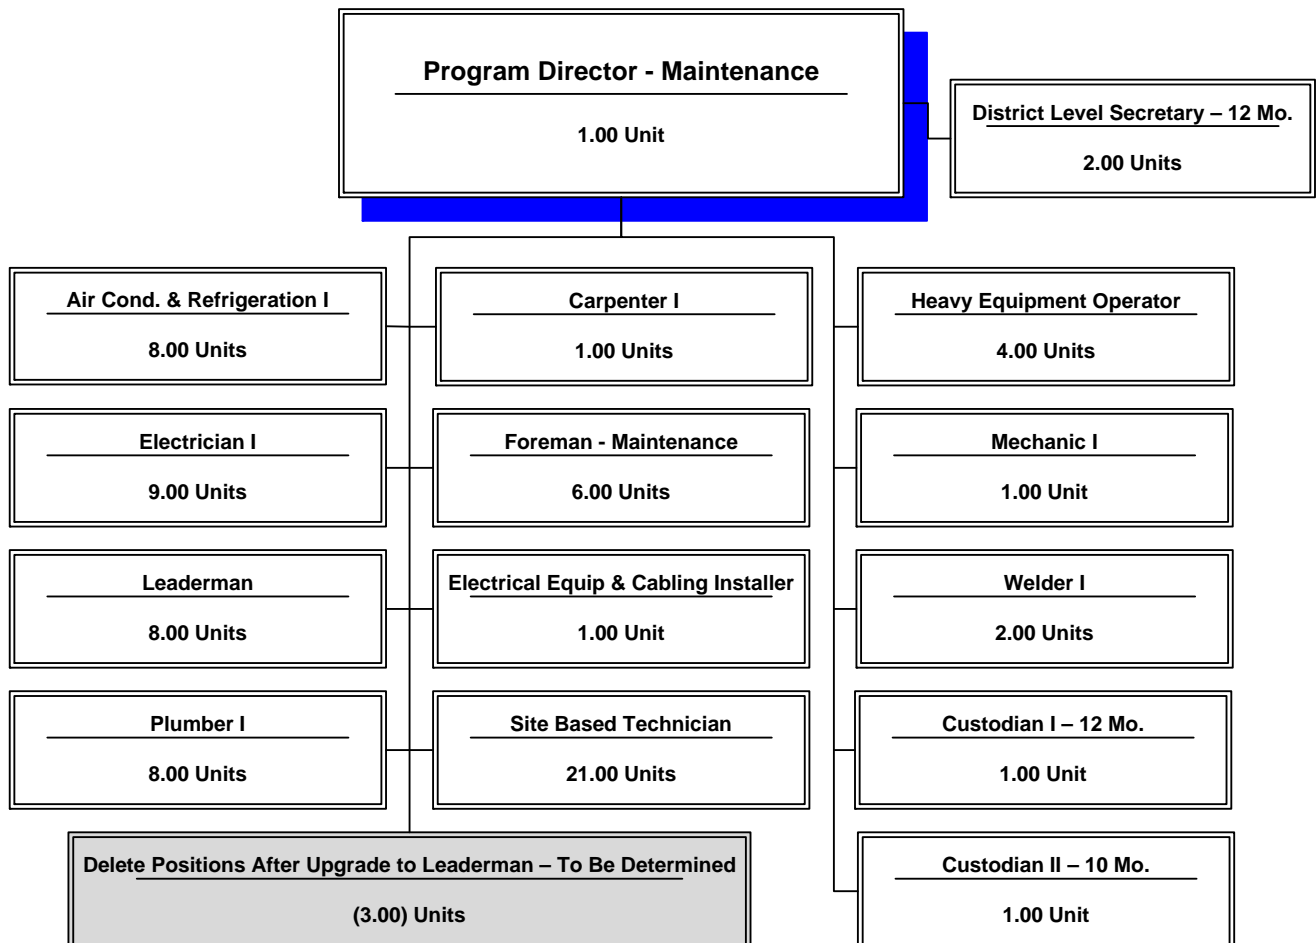 Program Director - Maintenance
1.00 Unit
District Level Secretary – 12 Mo.
2.00 Units
Air Cond. & Refrigeration I
8.00 Units
Carpenter I
1.00 Units
Heavy Equipment Operator
4.00 Units
Electrician I
9.00 Units
Foreman - Maintenance
6.00 Units
Mechanic I
1.00 Unit
Leaderman
8.00 Units
Electrical Equip & Cabling Installer
1.00 Unit
Welder I
2.00 Units
Plumber I
8.00 Units
Site Based Technician
21.00 Units
Custodian I – 12 Mo.
1.00 Unit
Delete Positions After Upgrade to Leaderman – To Be Determined
(3.00) Units
Custodian II – 10 Mo.
1.00 Unit